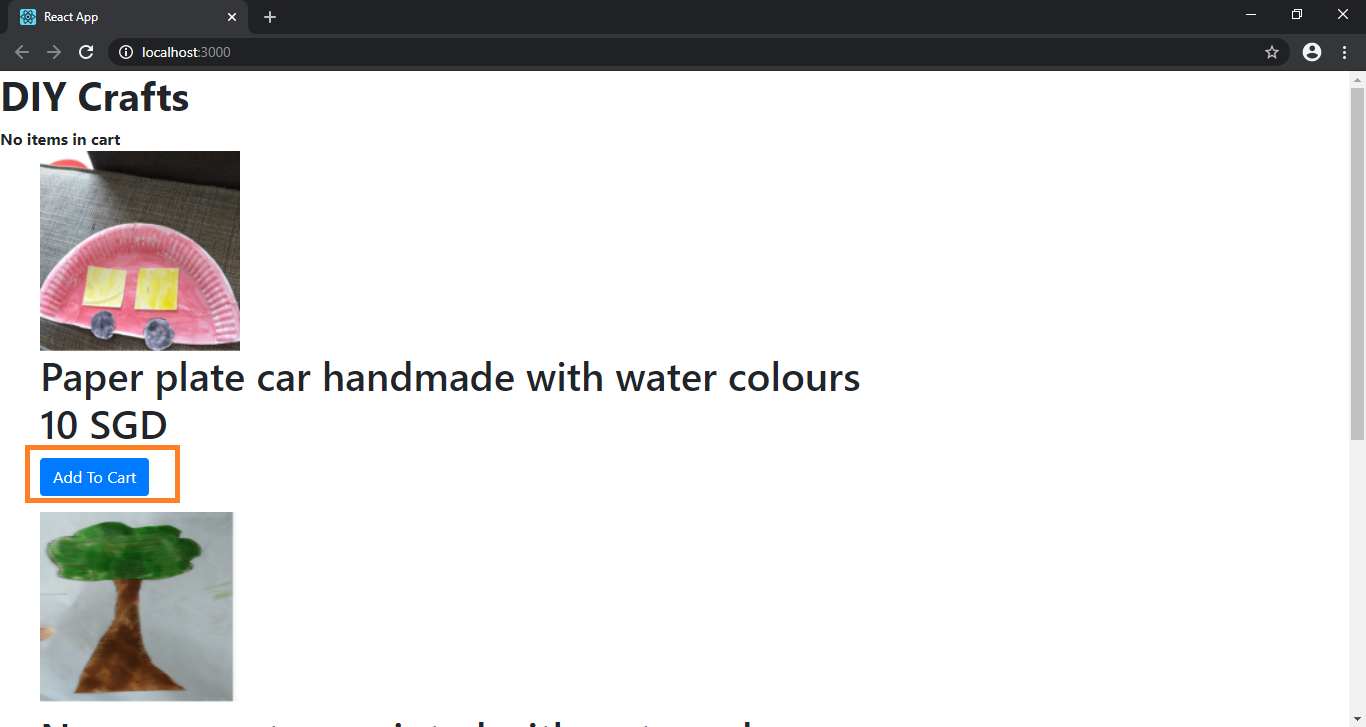 React App
localhost:3000
DIY Crafts
No items in cart
Paper plate car handmade with water colours
10 SGD
Add To Cart